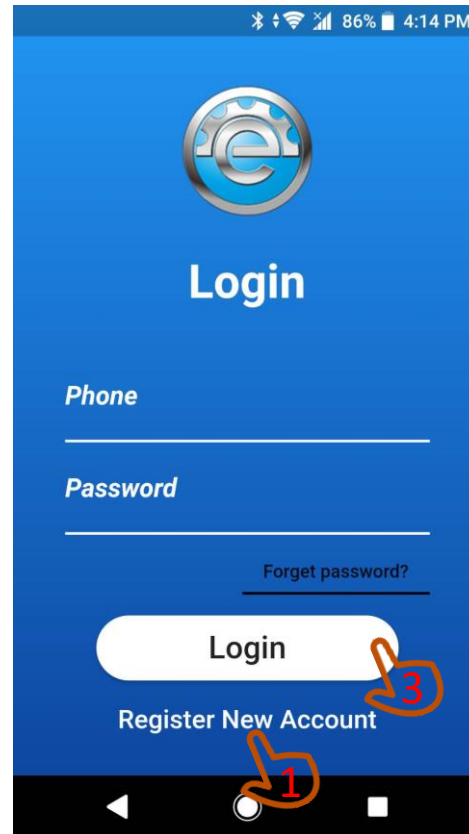 86% 4:14 PM
e
Login
Phone
Password
Forget password?
Login
3
Register New Account
1